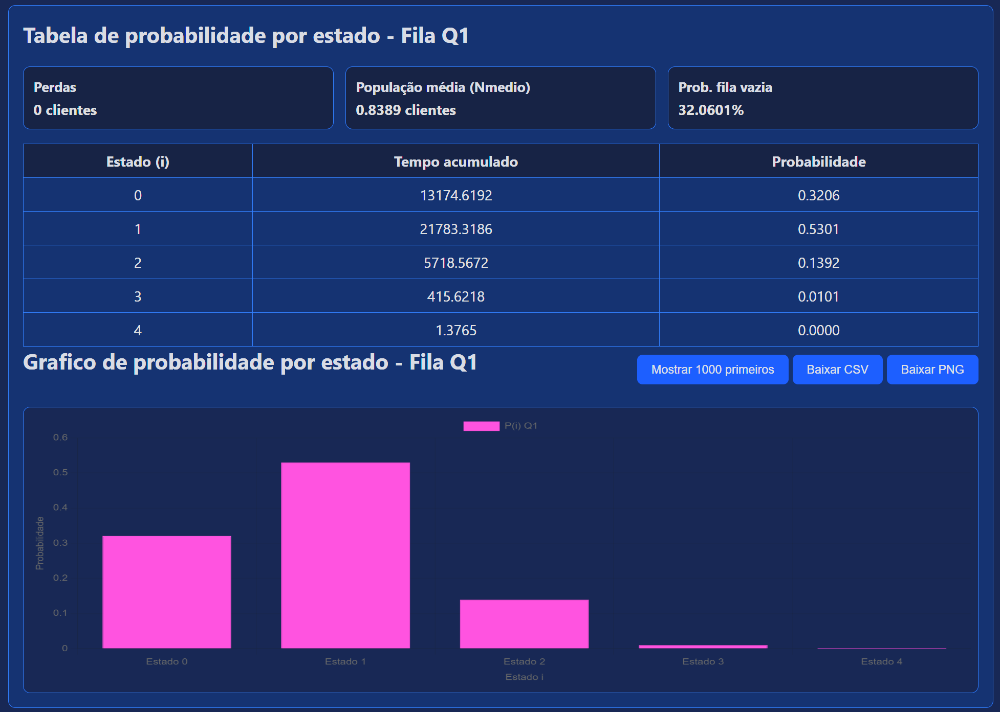 Tabela de probabilidade por estado - Fila Q1
Perdas
0 clientes
População média (Nmedio)
0.8389 clientes
Prob. fila vazia
32.0601%
Estado (i) Tempo acumulado Probabilidade
0 13174.6192 0.3206
1 21783.3186 0.5301
2 5718.5672 0.1392
3 415.6218 0.0101
4 1.3765 0.0000
Grafico de probabilidade por estado - Fila Q1
Mostrar 1000 primeiros
Baixar CSV
Baixar PNG
P(i) Q1
Probabilidade
0.6
0.5
0.4
0.3
0.2
0.1
0
Estado 0 Estado 1 Estado 2 Estado 3 Estado 4
Estado i